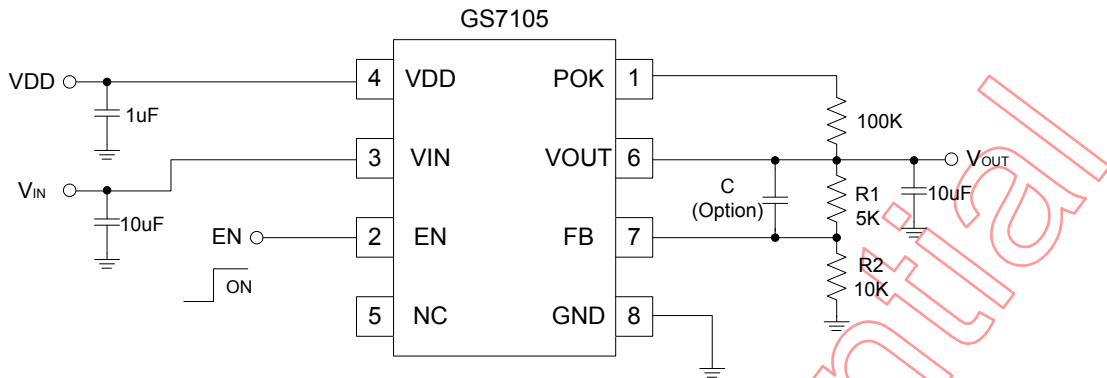 GS7105
VDD
1uF
VIN
10uF
EN
ON
4 VDD
3 VIN
2 EN
5 NC
POK 1
VOUT 6
FB 7
GND 8
100K
C
(Option)
R1
5K
R2
10K
VOUT
10uF
ntial